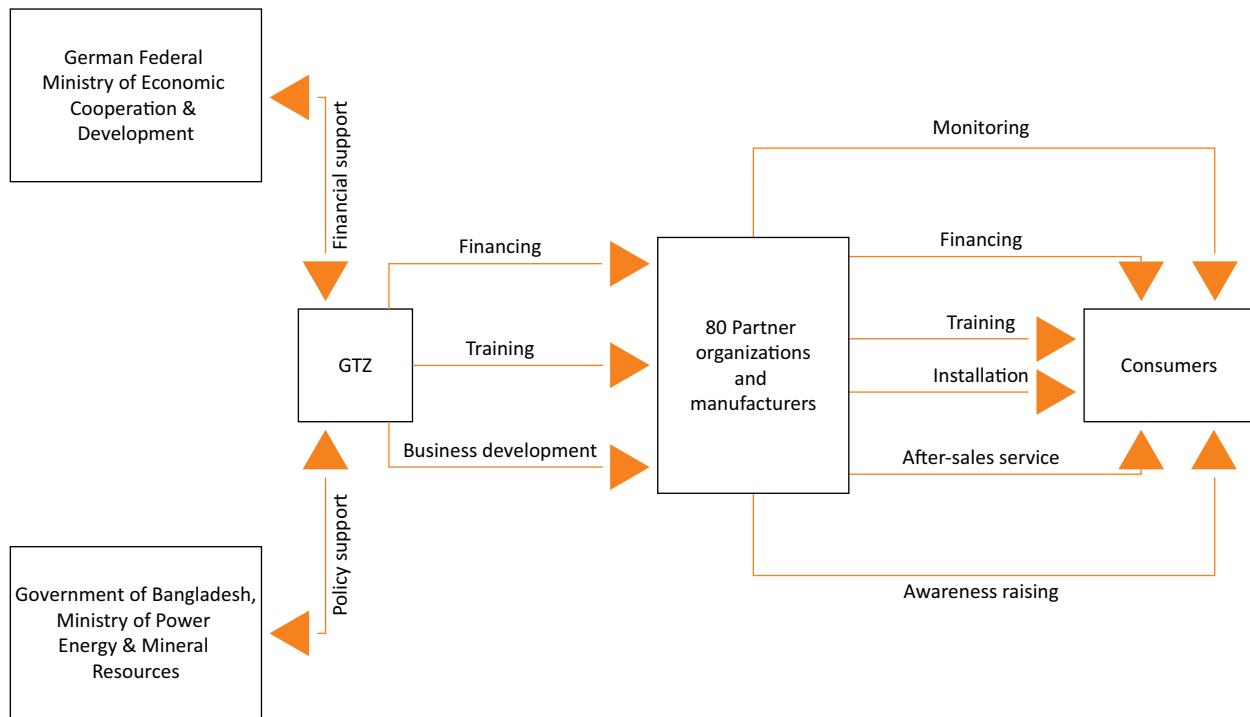 German Federal
Ministry of Economic
Cooperation &
Development
Financial support
Monitoring
Financing
Financing
80 Partner
organizations
and
manufacturers
Training
GTZ
Training
Installation
Consumers
Business development
After-sales service
Policy support
Government of Bangladesh,
Ministry of Power
Energy & Mineral
Resources
Awareness raising